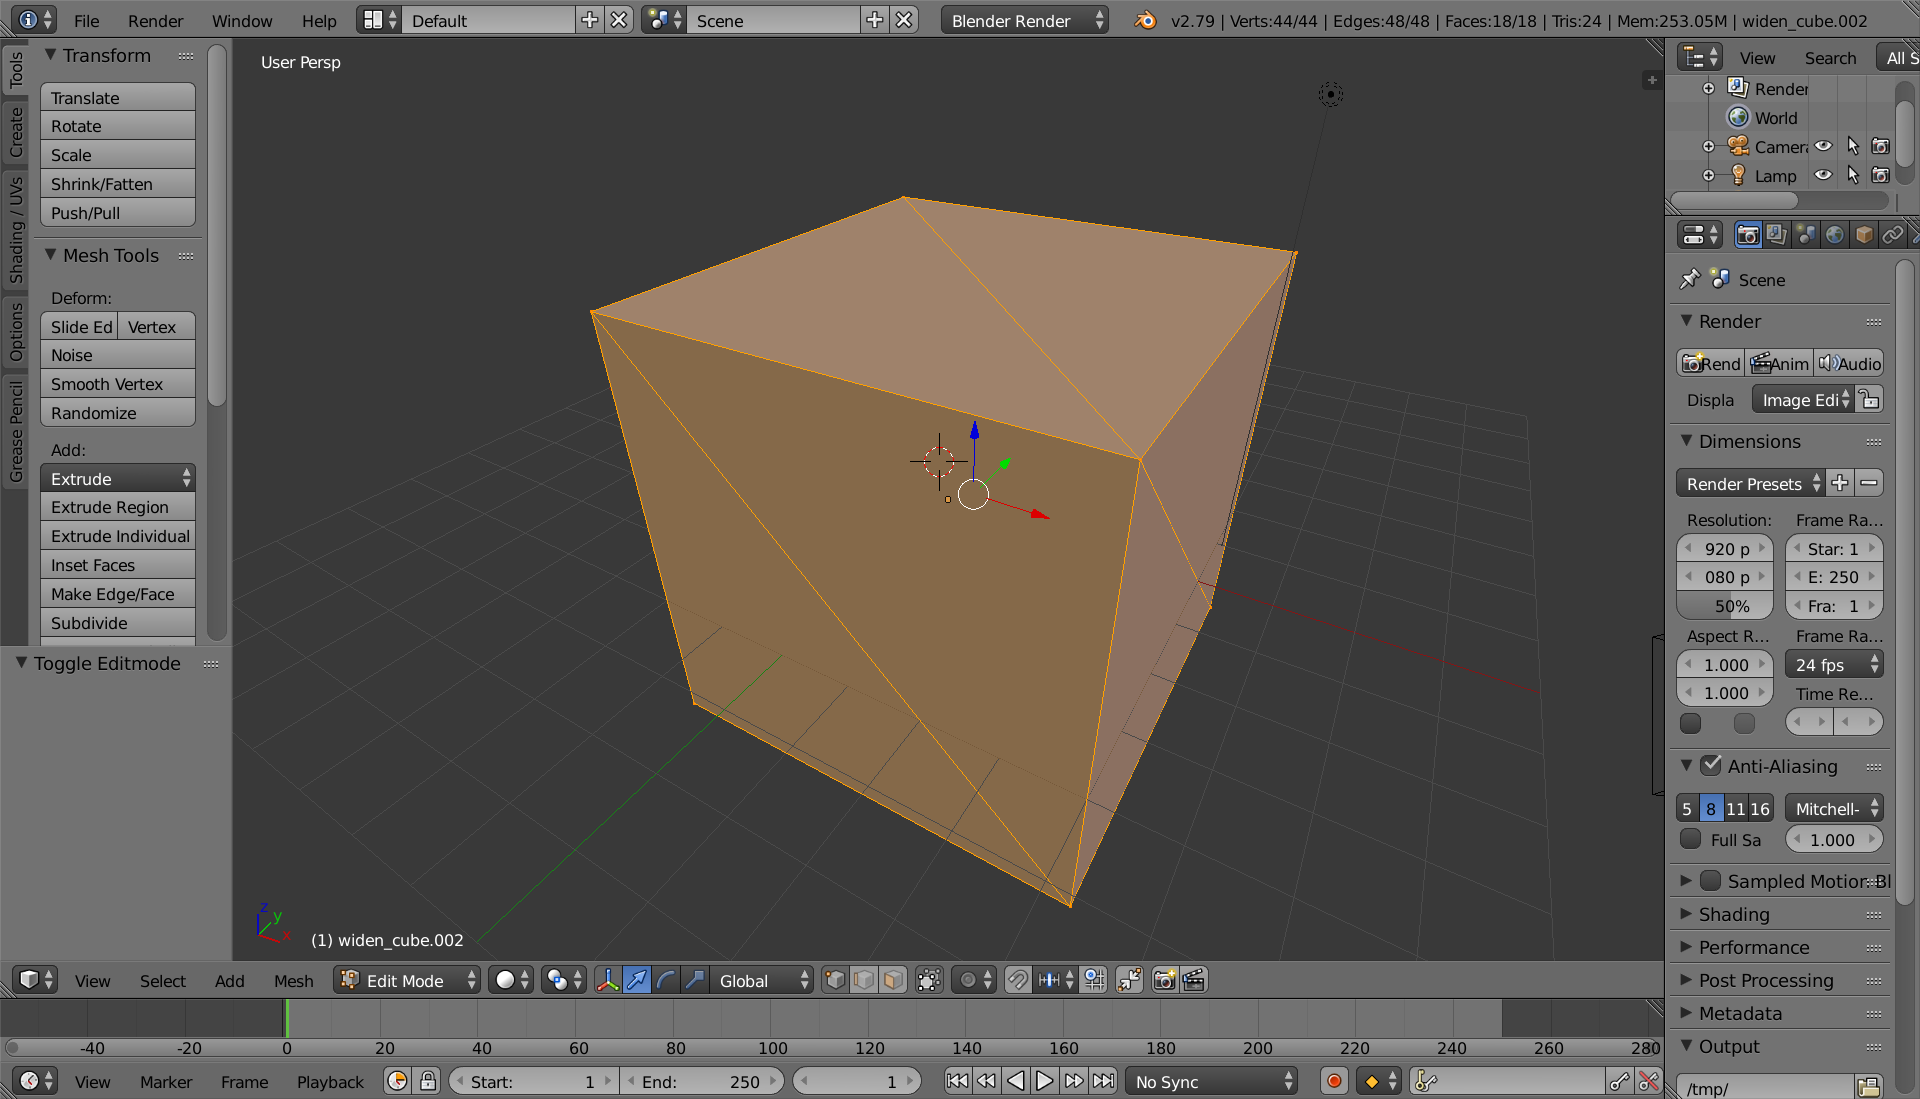 File Render Window Help Default Scene Blender Render v2.79 | Verts:44/44 | Edges:48/48 | Faces:18/18 | Tris:24 | Mem:253.05M | widen_cube.002
Tools
Create
Shading / UVs
Options
Grease Pencil
Transform
Translate
Rotate
Scale
Shrink/Fatten
Push/Pull
Mesh Tools
Deform:
Slide Ed Vertex
Noise
Smooth Vertex
Randomize
Add:
Extrude
Extrude Region
Extrude Individual
Inset Faces
Make Edge/Face
Subdivide
Toggle Editmode
User Persp
z
y
x
(1) widen_cube.002
View Search All S
Render
World
Camera
Lamp
Scene
Render
Rend Anim Audio
Displa Image Edi
Dimensions
Render Presets
Resolution: Frame Ra...
920 p Star: 1
080 p E: 250
50% Fra: 1
Aspect R... Frame Ra...
1.000 24 fps
1.000 Time Re...
Anti-Aliasing
5 8 11 16 Mitchell-
Full Sa 1.000
Sampled Motion Bl
Shading
Performance
Post Processing
Metadata
Output
/tmp/
View Select Add Mesh Edit Mode Global
-40 -20 0 20 40 60 80 100 120 140 160 180 200 220 240 260 280
View Marker Frame Playback Start: 1 End: 250 1 No Sync